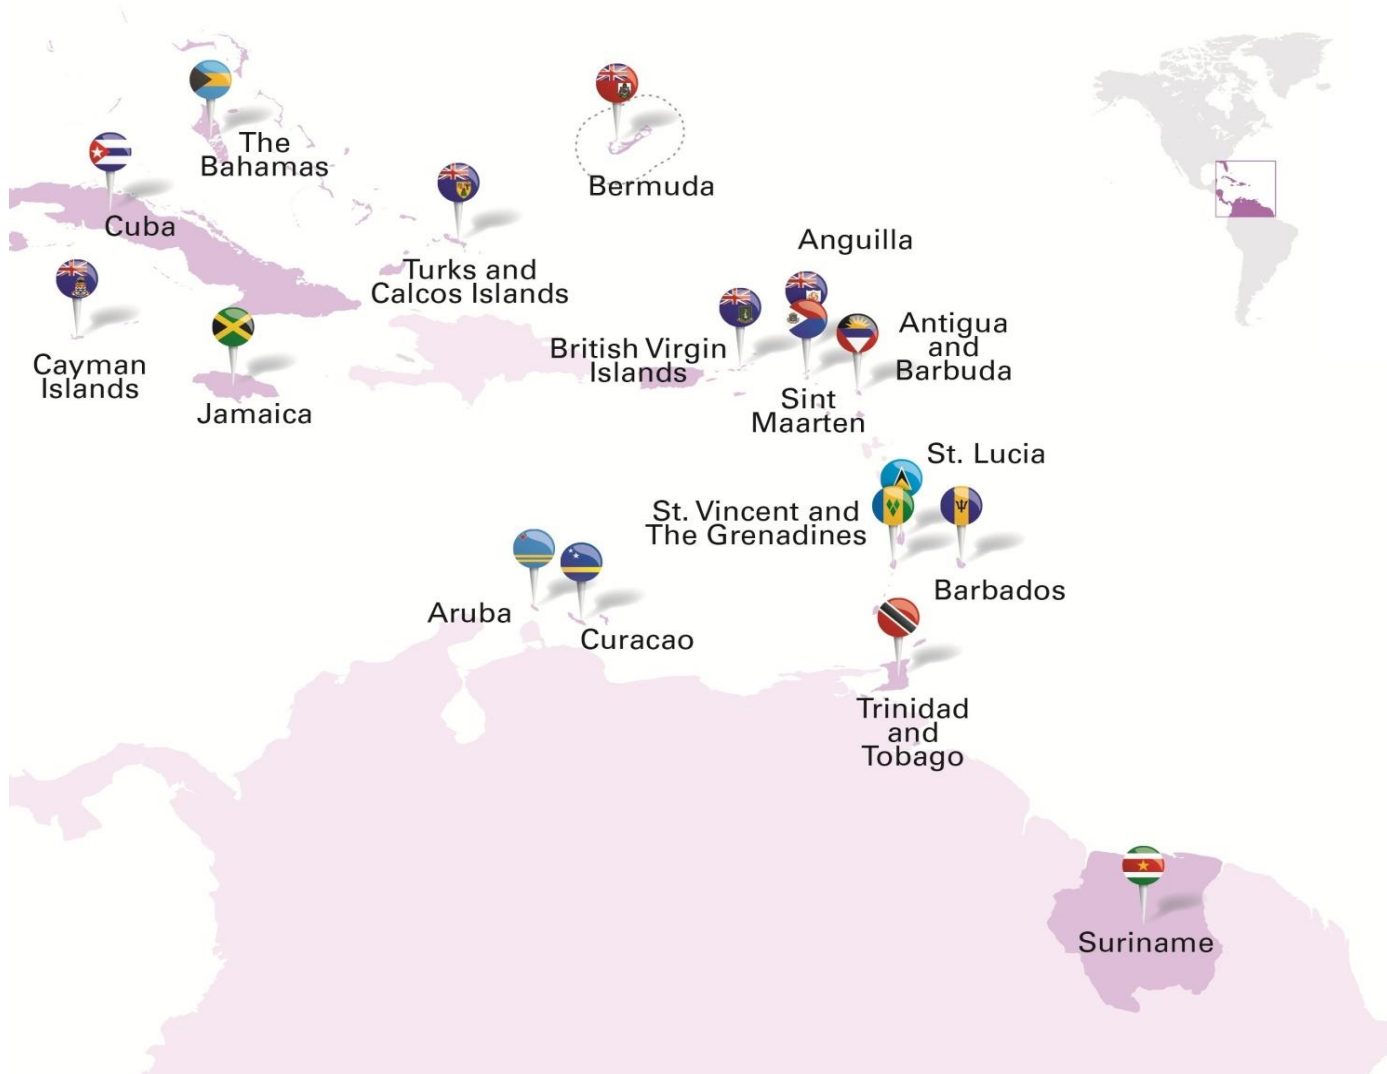 The
Bahamas
Cuba
Bermuda
Turks and
Calcos Islands
Anguilla
Cayman
Islands
Jamaica
British Virgin
Islands
Antigua
and
Barbuda
Sint
Maarten
St. Lucia
St. Vincent and
The Grenadines
Barbados
Aruba
Curacao
Trinidad
and
Tobago
Suriname